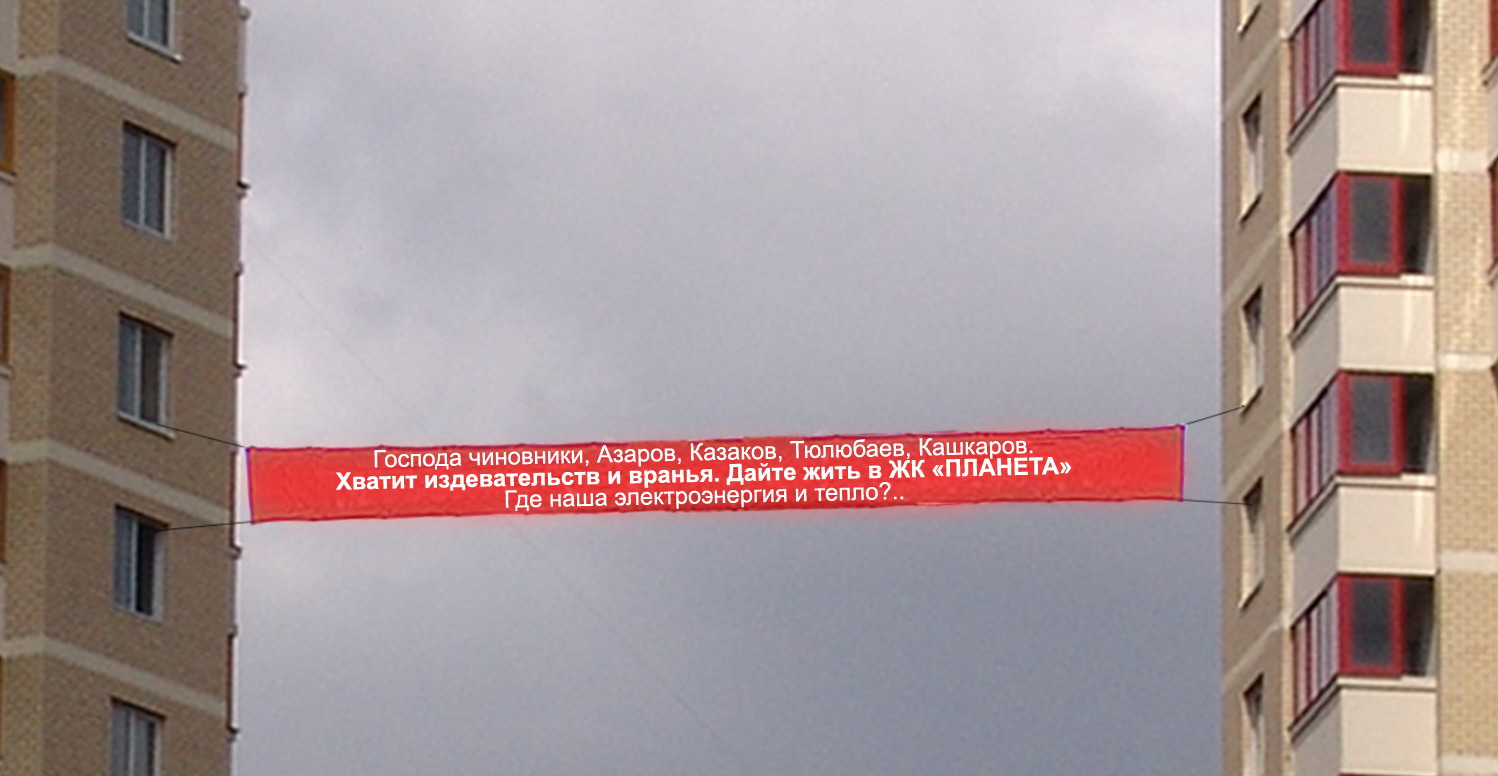 Господа чиновники, Азаров, Казаков, Тюлюбаев, Кашкаров.
Хватит издевательств и вранья. Дайте жить в ЖК «ПЛАНЕТА»
Где наша электроэнергия и тепло?..